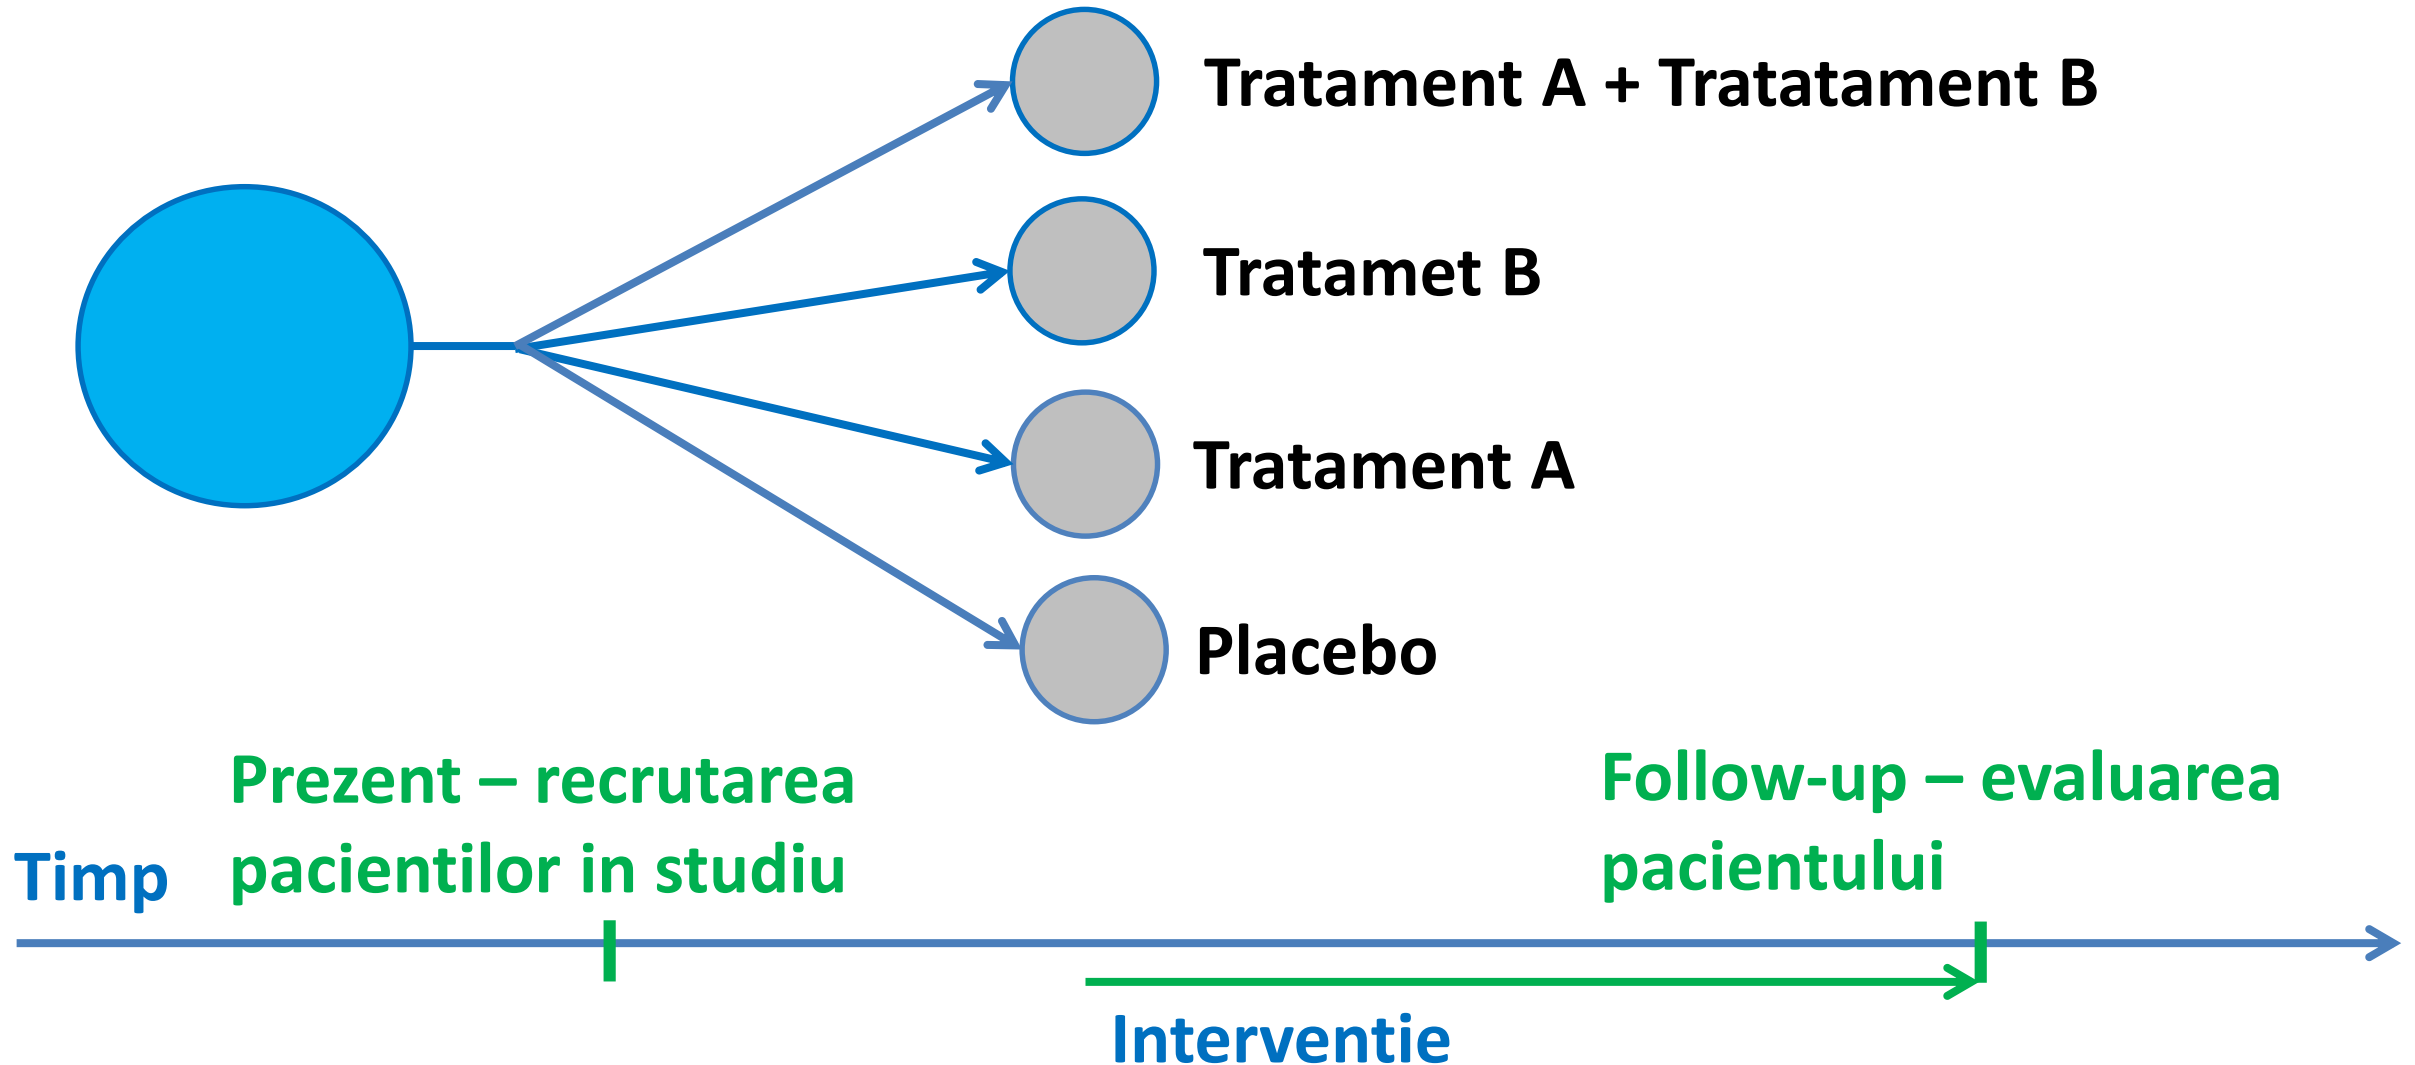 Tratament A + Tratatament B
Tratamet B
Tratament A
Placebo
Prezent – recrutarea
pacientilor in studiu
Follow-up – evaluarea
pacientului
Timp
Interventie